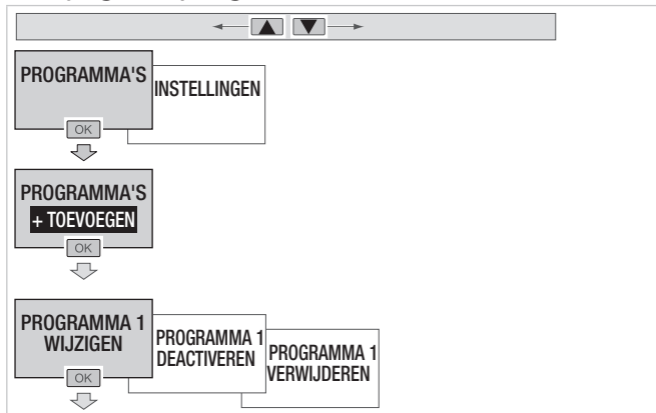 PROGRAMMA'S
INSTELLINGEN
OK
PROGRAMMA'S
+ TOEVOEGEN
OK
PROGRAMMA 1
WIJZIGEN
OK
PROGRAMMA 1
DEACTIVEREN
PROGRAMMA 1
VERWIJDEREN